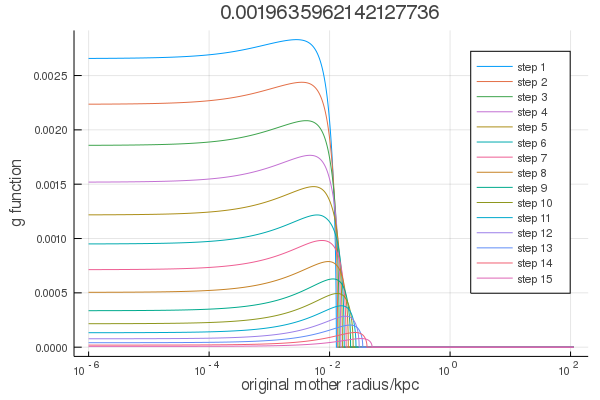 0.0019635962142127736
g function
0.0025
0.0020
0.0015
0.0010
0.0005
0.0000
step 1
step 2
step 3
step 4
step 5
step 6
step 7
step 8
step 9
step 10
step 11
step 12
step 13
step 14
step 15
10^-6 10^-4 10^-2 10^0 10^2
original mother radius/kpc